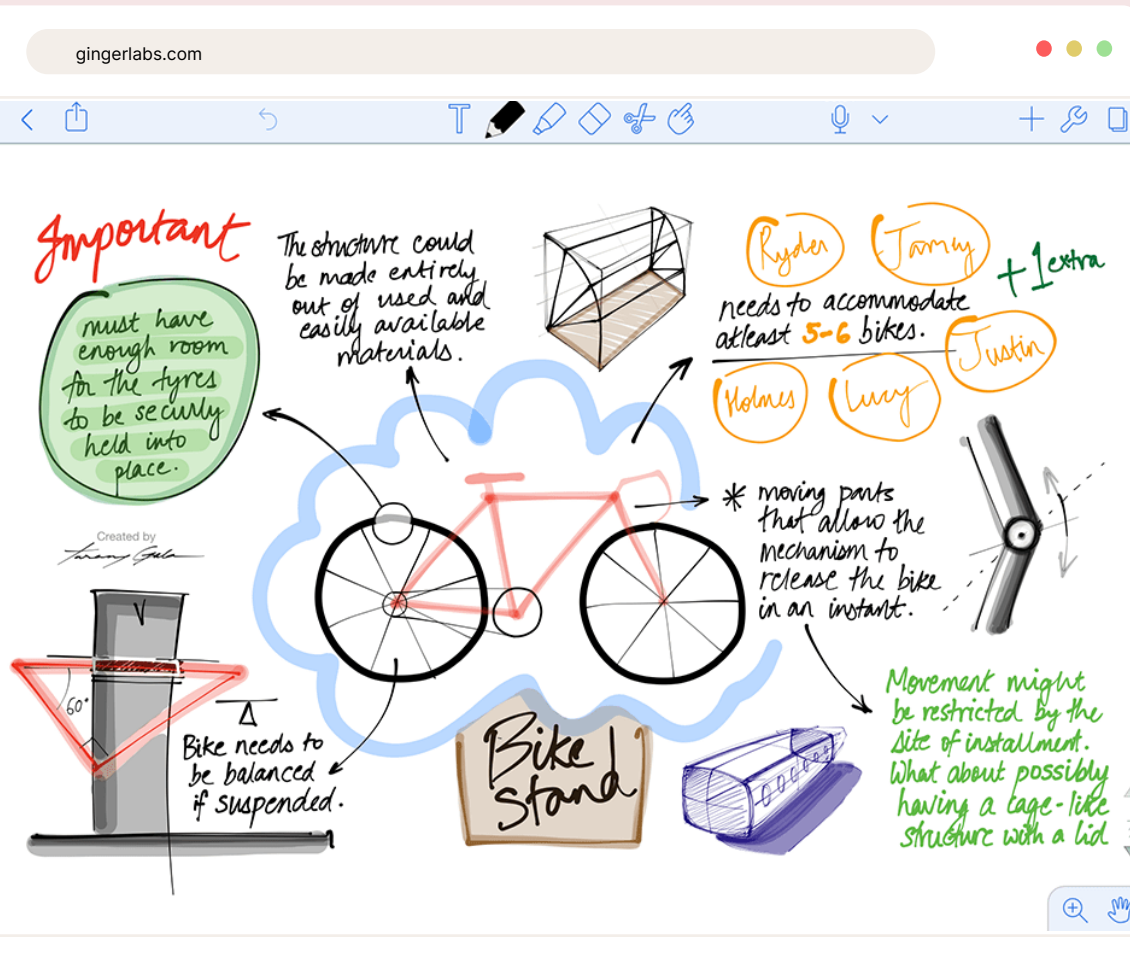 gingerlabs.com
T
Important
must have
enough room
for the tyres
to be securly
held into
place.
The structure could
be made entirely
out of used and
easily available
materials.
Ryder
+1 extra
needs to accommodate
atleast 5-6 bikes.
Justin
Holmes
Lucy
* moving parts
that allow the
mechanism to
release the bike
in an instant.
Created by
60°
Bike needs to
be balanced
if suspended.
Bike
stand
Movement might
be restricted by the
site of installment.
What about possibly
having a cage-like
structure with a lid